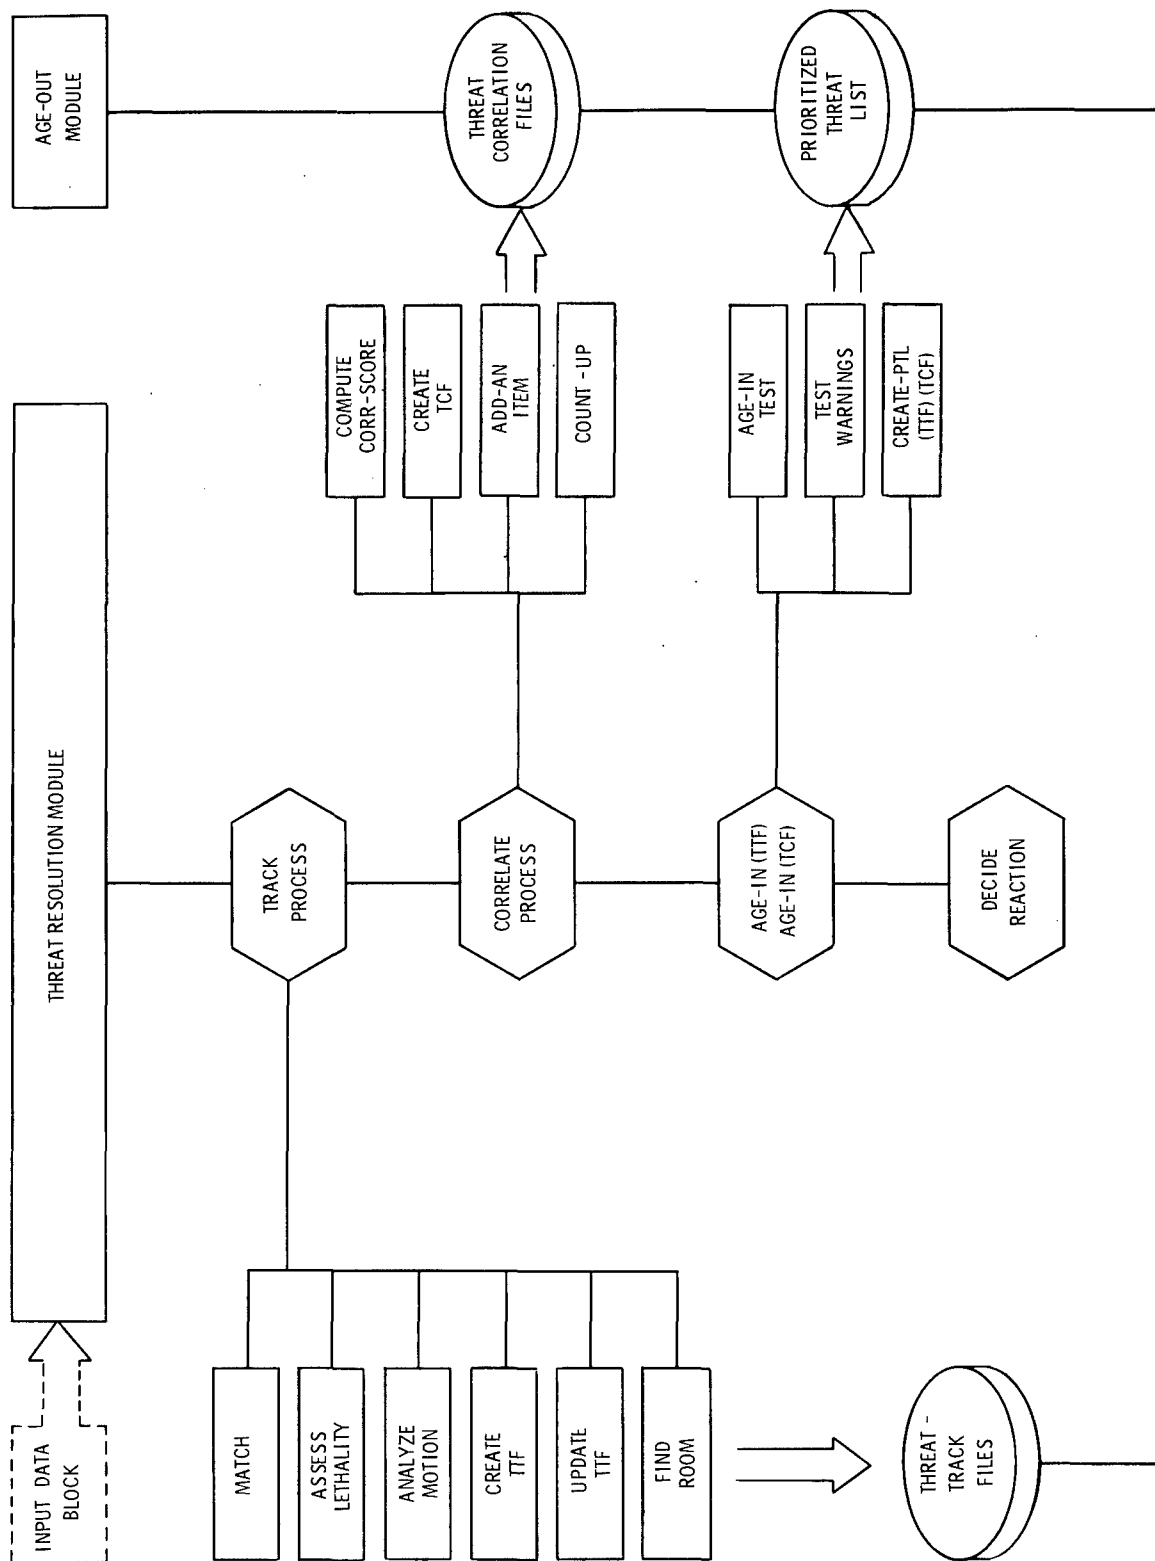 INPUT DATA
BLOCK
THREAT RESOLUTION MODULE
AGE-OUT
MODULE
MATCH
ASSESS
LETHALITY
ANALYZE
MOTION
CREATE
TTF
UPDATE
TTF
FIND
ROOM
THREAT -
TRACK
FILES
TRACK
PROCESS
CORRELATE
PROCESS
AGE-IN (TTF)
AGE-IN (TCF)
DECIDE
REACTION
COMPUTE
CORR-SCORE
CREATE
TCF
ADD-AN
ITEM
COUNT -UP
AGE-IN
TEST
TEST
WARNINGS
CREATE-PTL
(TTF) (TCF)
THREAT
CORRELATION
FILES
PRIORITIZED
THREAT
LIST